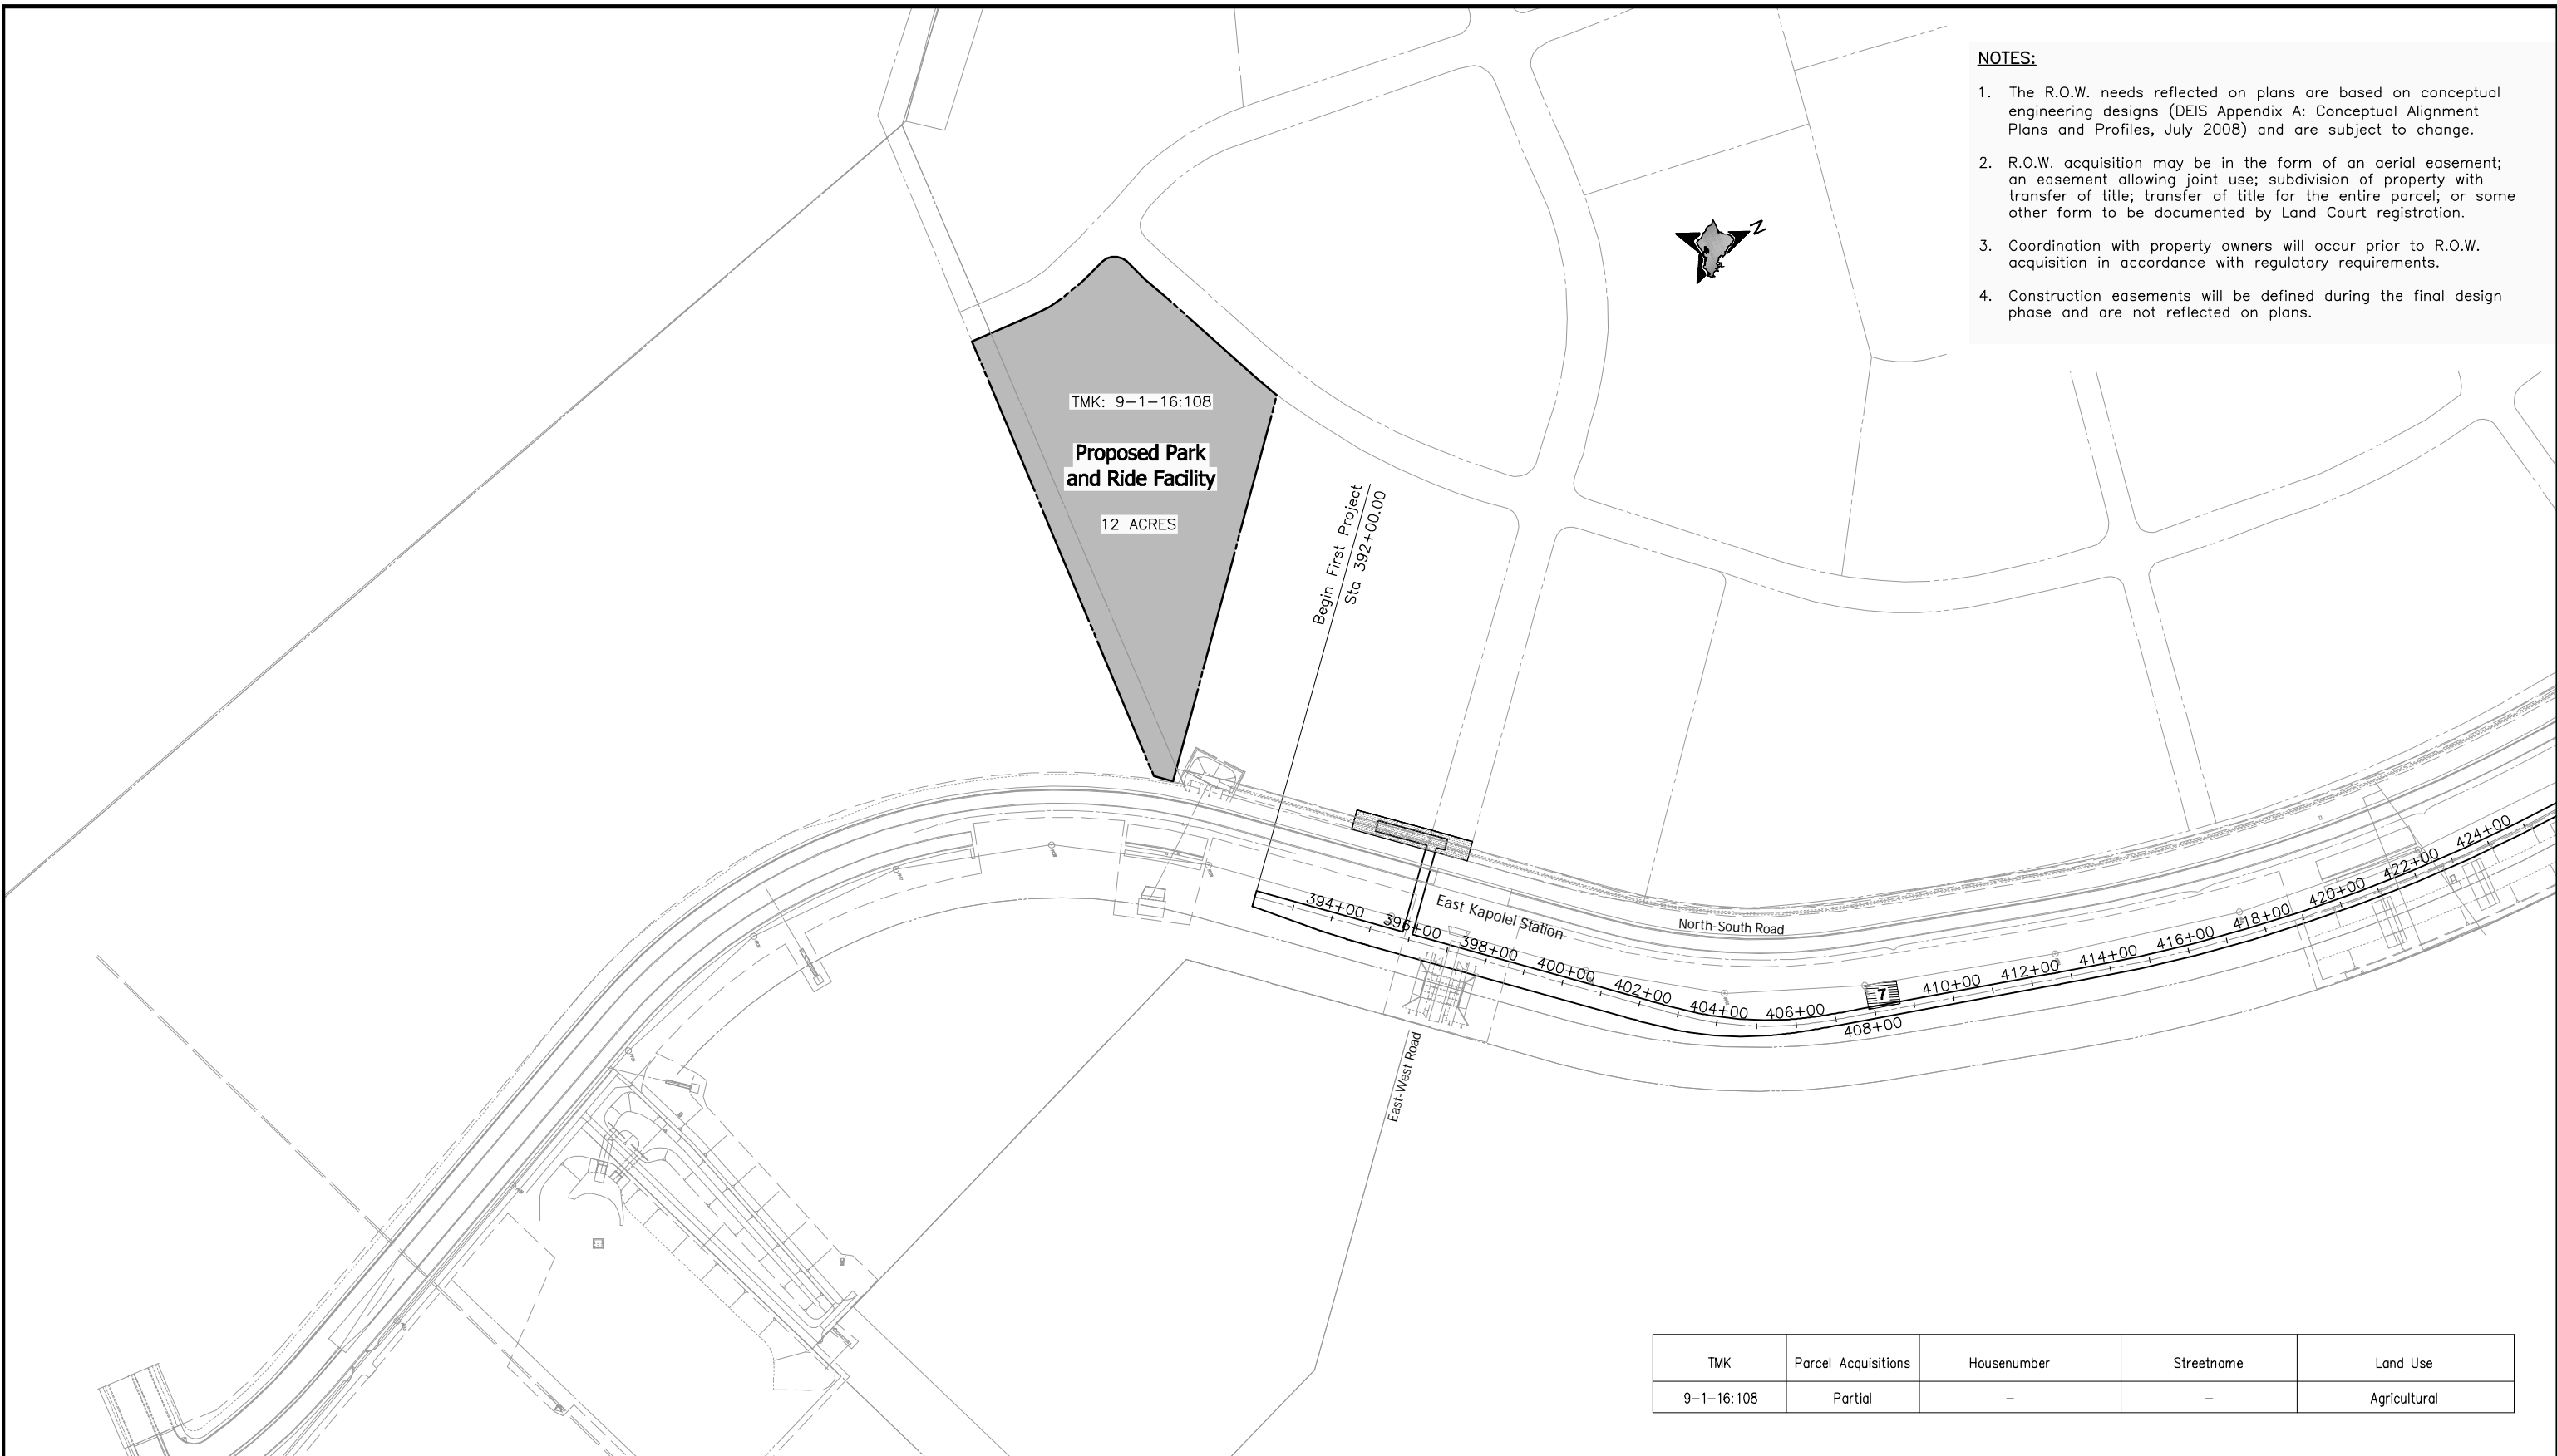 NOTES:
1. The R.O.W. needs reflected on plans are based on conceptual
engineering designs (DEIS Appendix A: Conceptual Alignment
Plans and Profiles, July 2008) and are subject to change.
2. R.O.W. acquisition may be in the form of an aerial easement;
an easement allowing joint use; subdivision of property with
transfer of title; transfer of title for the entire parcel; or some
other form to be documented by Land Court registration.
3. Coordination with property owners will occur prior to R.O.W.
acquisition in accordance with regulatory requirements.
4. Construction easements will be defined during the final design
phase and are not reflected on plans.
N
TMK: 9-1-16:108
Proposed Park
and Ride Facility
12 ACRES
Begin First Project
Sta 392+00.00
East Kapolei Station
North-South Road
394+00
396+00
398+00
400+00
402+00
404+00
406+00
408+00
7
410+00
412+00
414+00
416+00
418+00
420+00
422+00
424+00
East-West Road
TMK Parcel Acquisitions Housenumber Streetname Land Use
9-1-16:108 Partial - - Agricultural